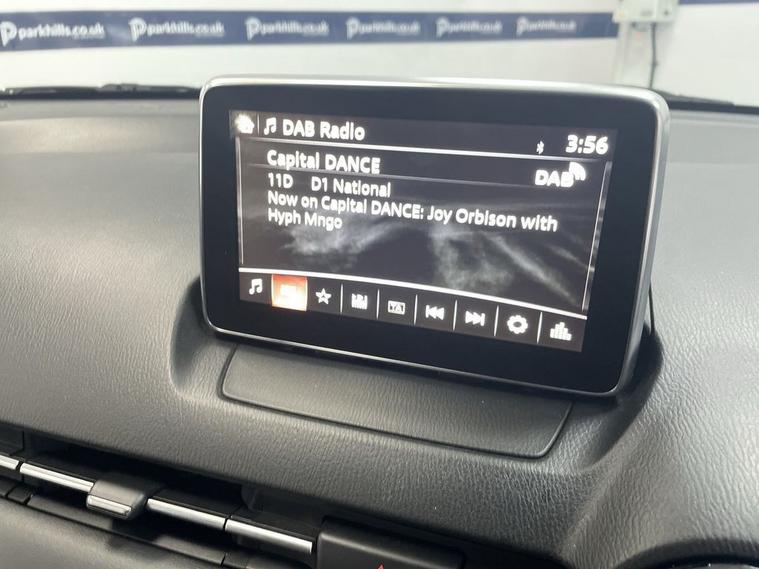 parkhills.co.uk parkhills.co.uk parkhills.co.uk parkhills.co.uk parkhills.co.uk parkhills.co.uk
DAB Radio
3:56
Capital DANCE
DAB
11D D1 National
Now on Capital DANCE: Joy Orbison with
Hyph Mngo
TA